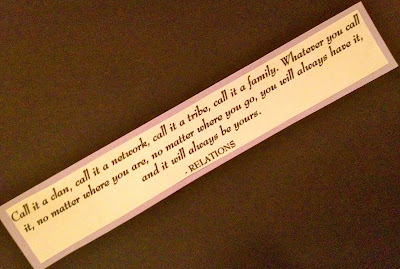 Call it a clan, call it a network, call it a tribe, call it a family. Whatever you call
it, no matter where you are, no matter where you go, you will always have it,
and it will always be yours.
- RELATIONS